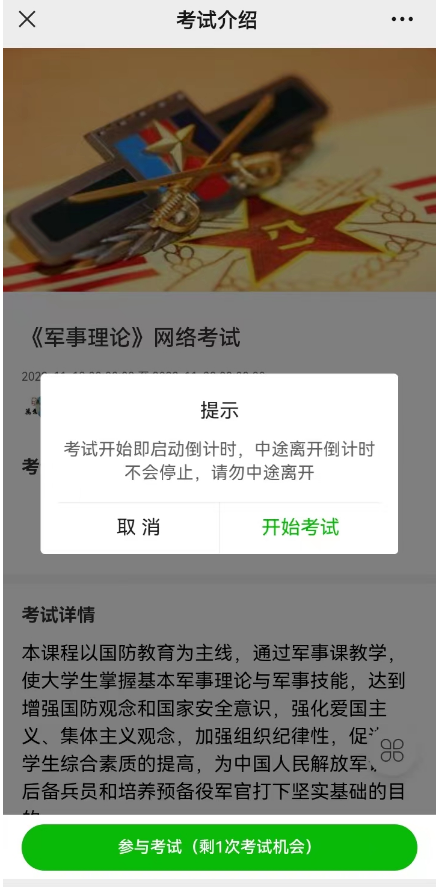 考试介绍
《军事理论》网络考试
提示
考试开始即启动倒计时，中途离开倒计时
不会停止，请勿中途离开
考
取 消
开始考试
考试详情
本课程以国防教育为主线，通过军事课教学，
使大学生掌握基本军事理论与军事技能，达到
增强国防观念和国家安全意识，强化爱国主
义、集体主义观念，加强组织纪律性，促
学生综合素质的提高，为中国人民解放军
后备兵员和培养预备役军官打下坚实基础的目
参与考试（剩1次考试机会）